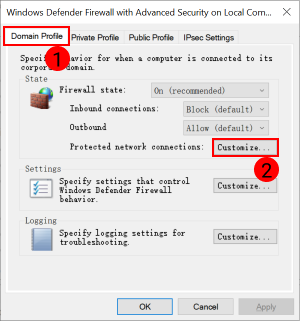 Windows Defender Firewall with Advanced Security on Local Com...
Domain Profile Private Profile Public Profile IPsec Settings
1
behavior for when a computer is connected to its
domain.
State
Firewall state: On (recommended)
Inbound connections: Block (default)
Outbound Allow (default)
Protected network connections: Customize...
2
Settings
Specify settings that control
Windows Defender Firewall
behavior.
Customize...
Logging
Specify logging settings for
troubleshooting.
Customize...
OK Cancel Apply